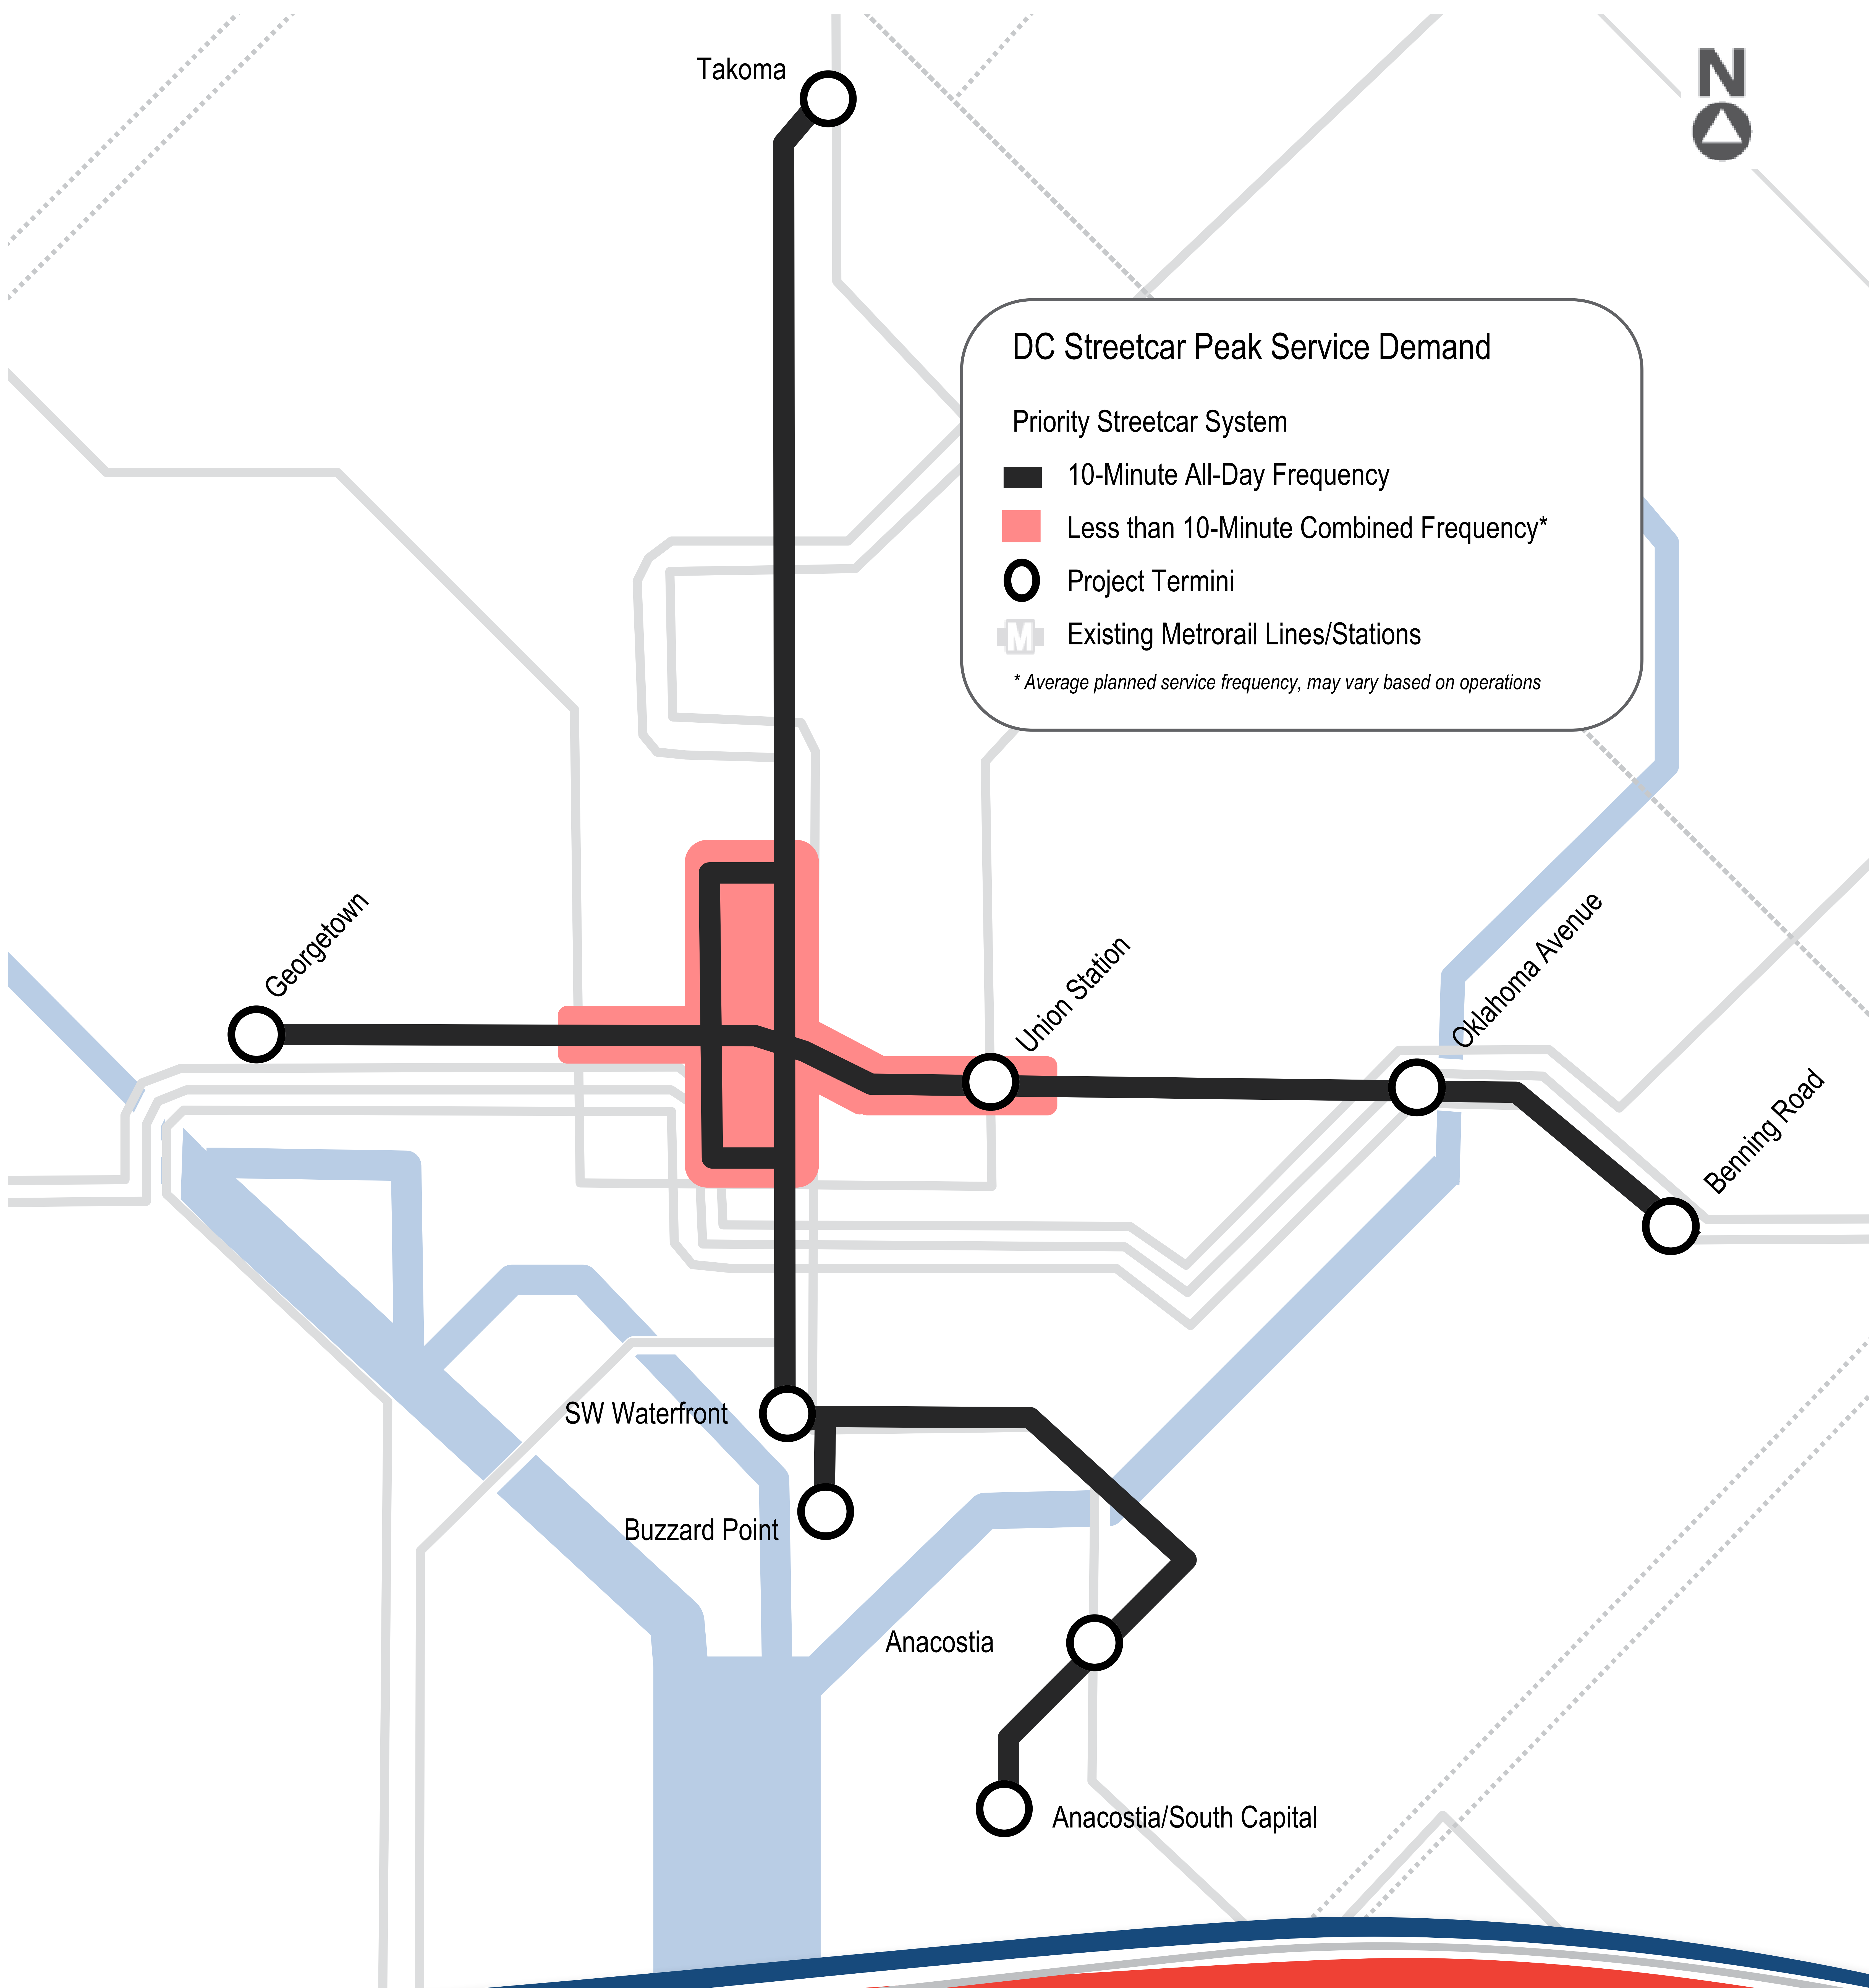 Takoma
N
DC Streetcar Peak Service Demand
Priority Streetcar System
10-Minute All-Day Frequency
Less than 10-Minute Combined Frequency*
Project Termini
M
Existing Metrorail Lines/Stations
* Average planned service frequency, may vary based on operations
Georgetown
Union Station
Oklahoma Avenue
Benning Road
SW Waterfront
Buzzard Point
Anacostia
Anacostia/South Capital